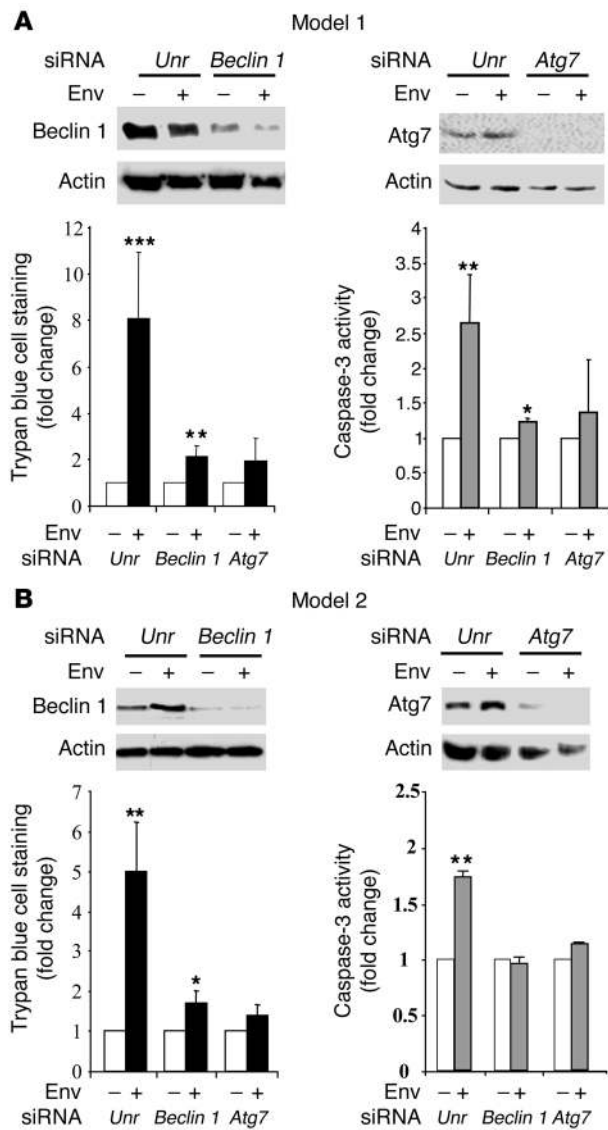 A
Model 1
siRNA Unr Beclin 1
Env – + – +
Beclin 1
Actin
siRNA Unr Atg7
Env – + – +
Atg7
Actin
Trypan blue cell staining
(fold change)
12
10
8
6
4
2
0
***
**
Env – + – + – +
siRNA Unr Beclin 1 Atg7
Caspase-3 activity
(fold change)
4
3.5
3
2.5
2
1.5
1
0.5
0
**
*
Env – + – + – +
siRNA Unr Beclin 1 Atg7
B
Model 2
siRNA Unr Beclin 1
Env – + – +
Beclin 1
Actin
siRNA Unr Atg7
Env – + – +
Atg7
Actin
Trypan blue cell staining
(fold change)
7
6
5
4
3
2
1
0
**
*
Env – + – + – +
siRNA Unr Beclin 1 Atg7
Caspase-3 activity
(fold change)
2.5
2
1.5
1
0.5
0
**
Env – + – + – +
siRNA Unr Beclin 1 Atg7